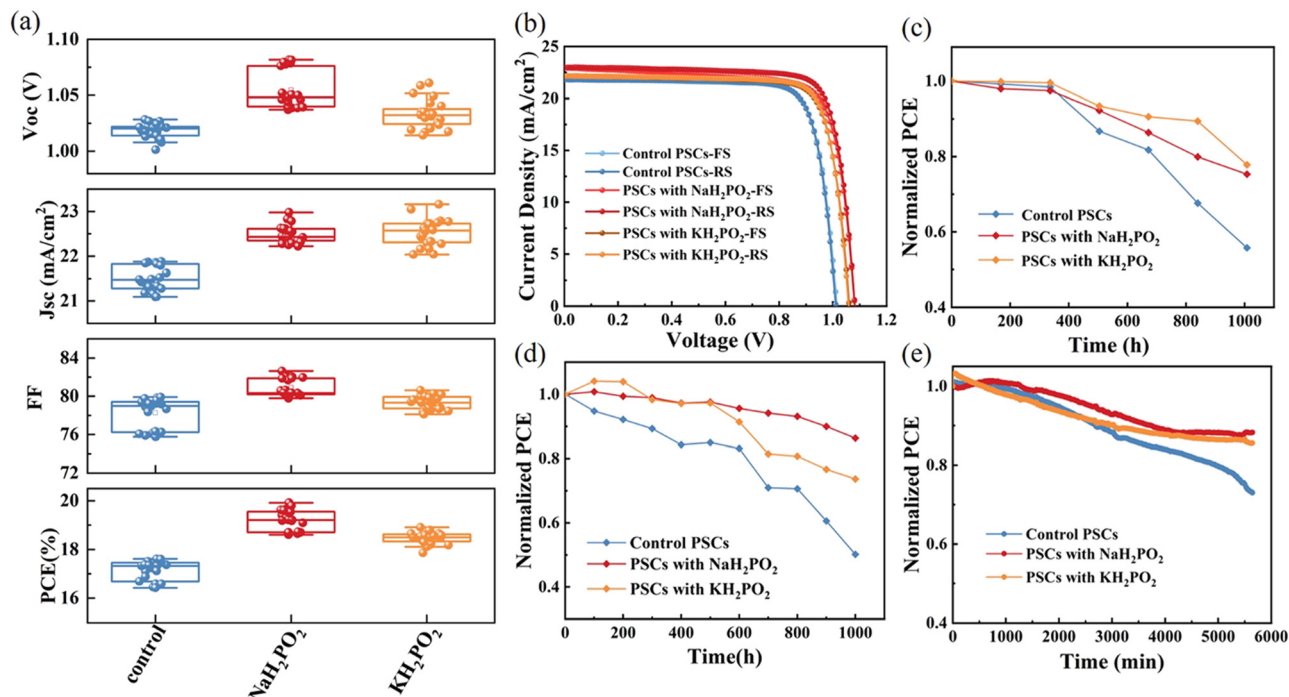 (a)
1.10
1.05
1.00
Voc (V)
23
22
21
Jsc (mA/cm²)
84
80
76
72
FF
20
18
16
PCE(%)
control
NaH₂PO₂
KH₂PO₂
(b)
25
20
15
10
5
0
Current Density (mA/cm²)
Control PSCs-FS
Control PSCs-RS
PSCs with NaH₂PO₂-FS
PSCs with NaH₂PO₂-RS
PSCs with KH₂PO₂-FS
PSCs with KH₂PO₂-RS
0.0 0.2 0.4 0.6 0.8 1.0 1.2
Voltage (V)
(c)
1.0
0.8
0.6
0.4
Normalized PCE
Control PSCs
PSCs with NaH₂PO₂
PSCs with KH₂PO₂
0 200 400 600 800 1000
Time (h)
(d)
1.0
0.8
0.6
0.4
Normalized PCE
Control PSCs
PSCs with NaH₂PO₂
PSCs with KH₂PO₂
0 200 400 600 800 1000
Time(h)
(e)
1.0
0.8
0.6
0.4
Normalized PCE
Control PSCs
PSCs with NaH₂PO₂
PSCs with KH₂PO₂
0 1000 2000 3000 4000 5000 6000
Time (min)